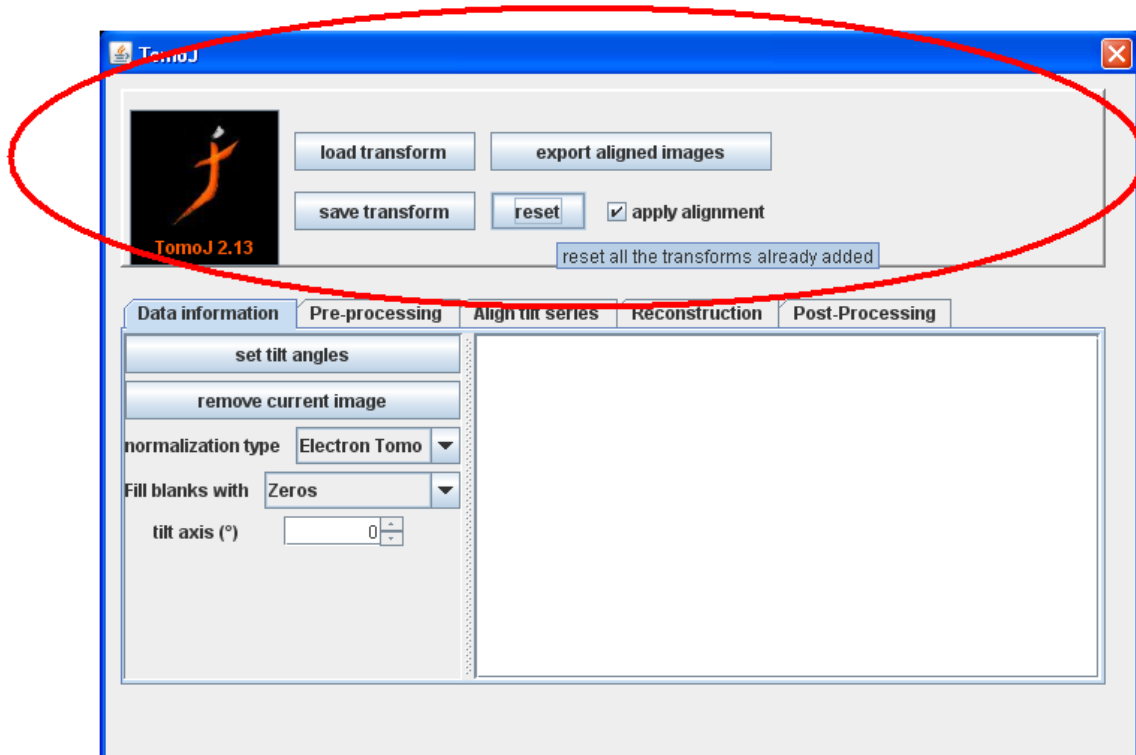 TomoJ
load transform
export aligned images
save transform
reset
apply alignment
TomoJ 2.13
reset all the transforms already added
Data information
Pre-processing
Align tilt series
Reconstruction
Post-Processing
set tilt angles
remove current image
normalization type
Electron Tomo
Fill blanks with
Zeros
tilt axis (°)
0